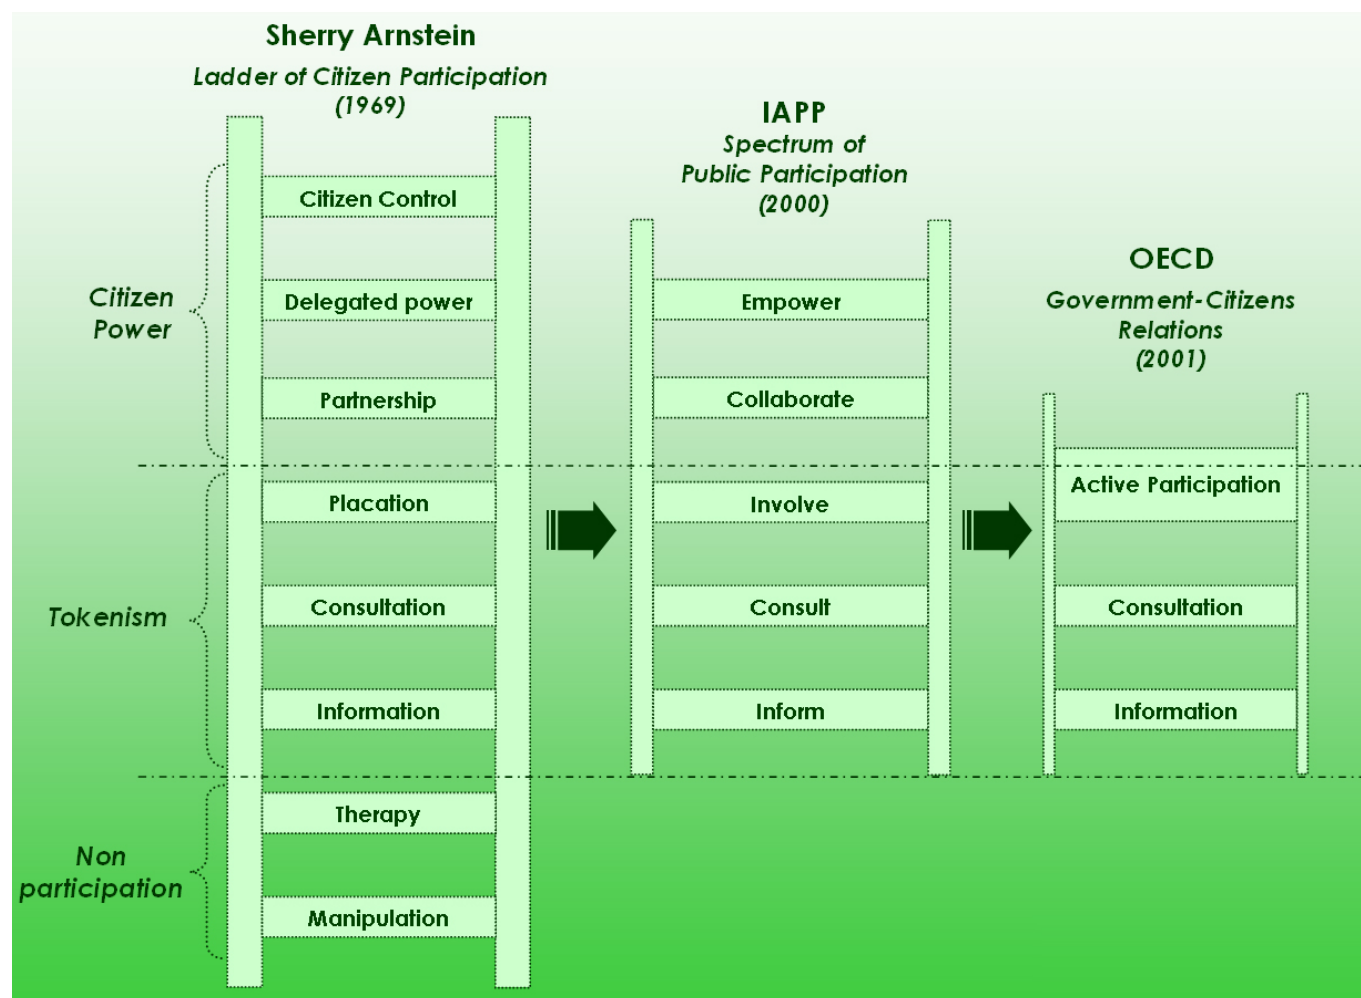 Sherry Arnstein
Ladder of Citizen Participation
(1969)
Citizen Control
Delegated power
Partnership
Placation
Consultation
Information
Therapy
Manipulation
Citizen
Power
Tokenism
Non
participation
IAPP
Spectrum of
Public Participation
(2000)
Empower
Collaborate
Involve
Consult
Inform
OECD
Government-Citizens
Relations
(2001)
Active Participation
Consultation
Information